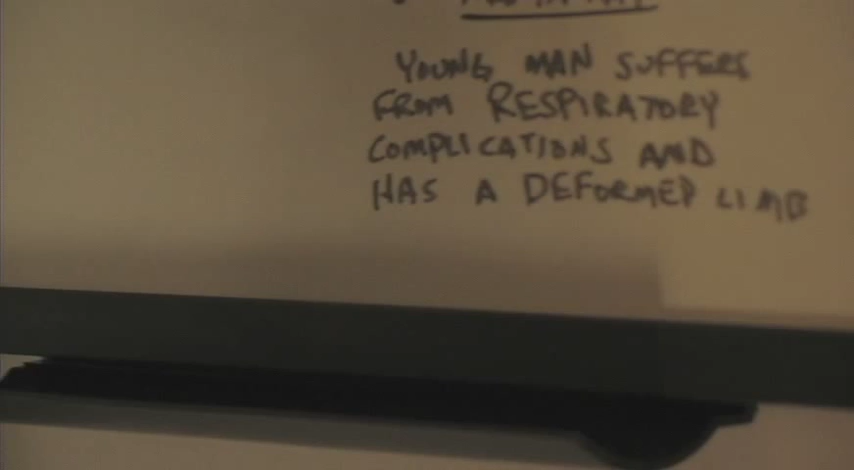 YOUNG MAN SUFFERS
FROM RESPIRATORY
COMPLICATIONS AND
HAS A DEFORMED LIMB